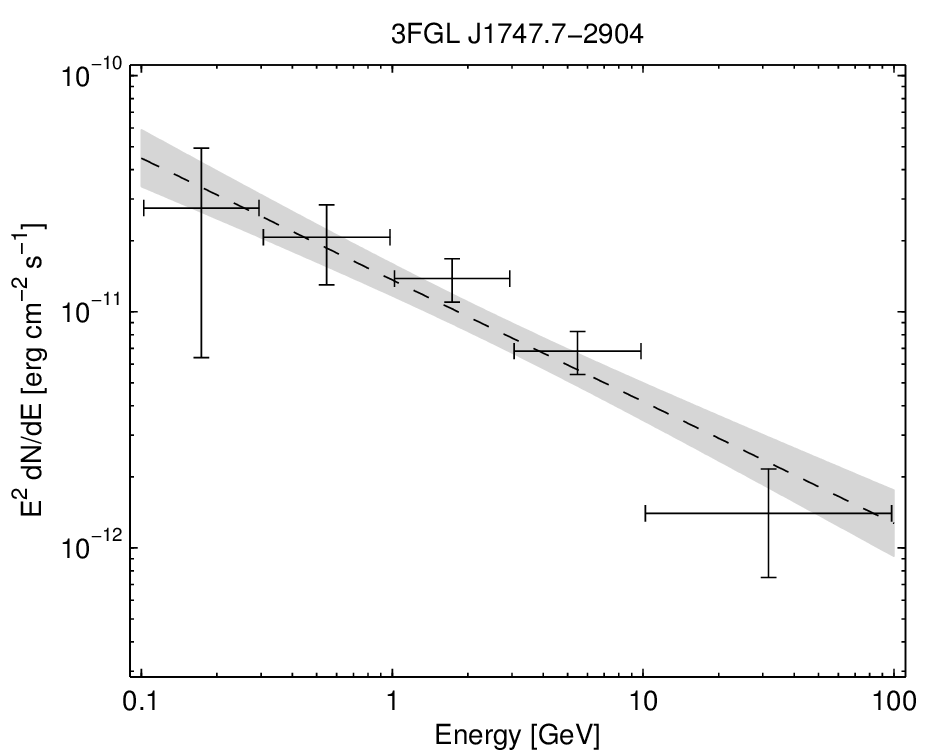 3FGL J1747.7−2904
10⁻¹⁰
10⁻¹¹
10⁻¹²
E² dN/dE [erg cm⁻² s⁻¹]
0.1 1 10 100
Energy [GeV]